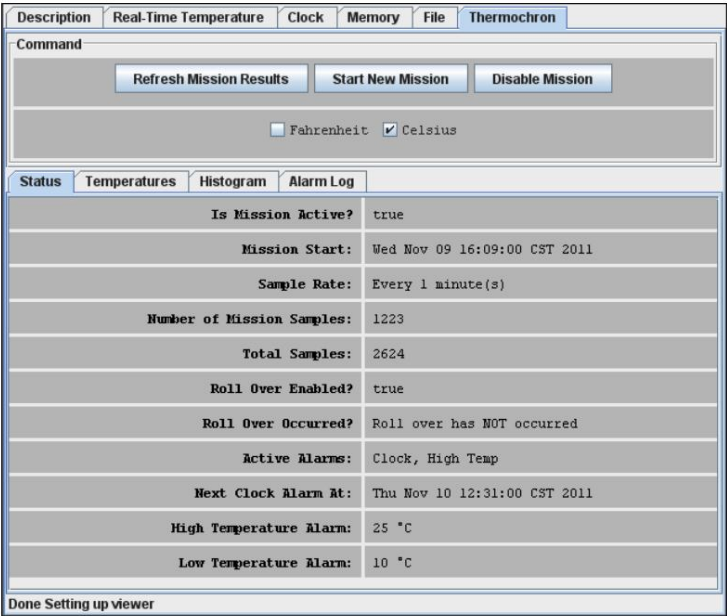 Description Real-Time Temperature Clock Memory File Thermochron
Command
Refresh Mission Results Start New Mission Disable Mission
Fahrenheit Celsius
Status Temperatures Histogram Alarm Log
Is Mission Active? true
Mission Start: Wed Nov 09 16:09:00 CST 2011
Sample Rate: Every 1 minute(s)
Number of Mission Samples: 1223
Total Samples: 2624
Roll Over Enabled? true
Roll Over Occurred? Roll over has NOT occurred
Active Alarms: Clock, High Temp
Next Clock Alarm At: Thu Nov 10 12:31:00 CST 2011
High Temperature Alarm: 25 °C
Low Temperature Alarm: 10 °C
Done Setting up viewer